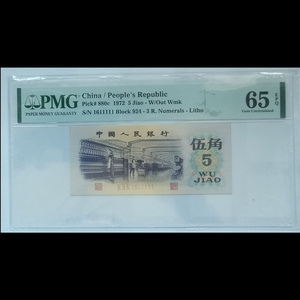 PMG
PAPER MONEY GUARANTY
China / People's Republic
Pick# 880c 1972 5 Jiao - W/Out Wmk
S/N 1611111 Block 924 - 3 R. Numerals - Litho
65 EPQ
Gem Uncirculated
中国人民银行
伍角
5
WU
JIAO